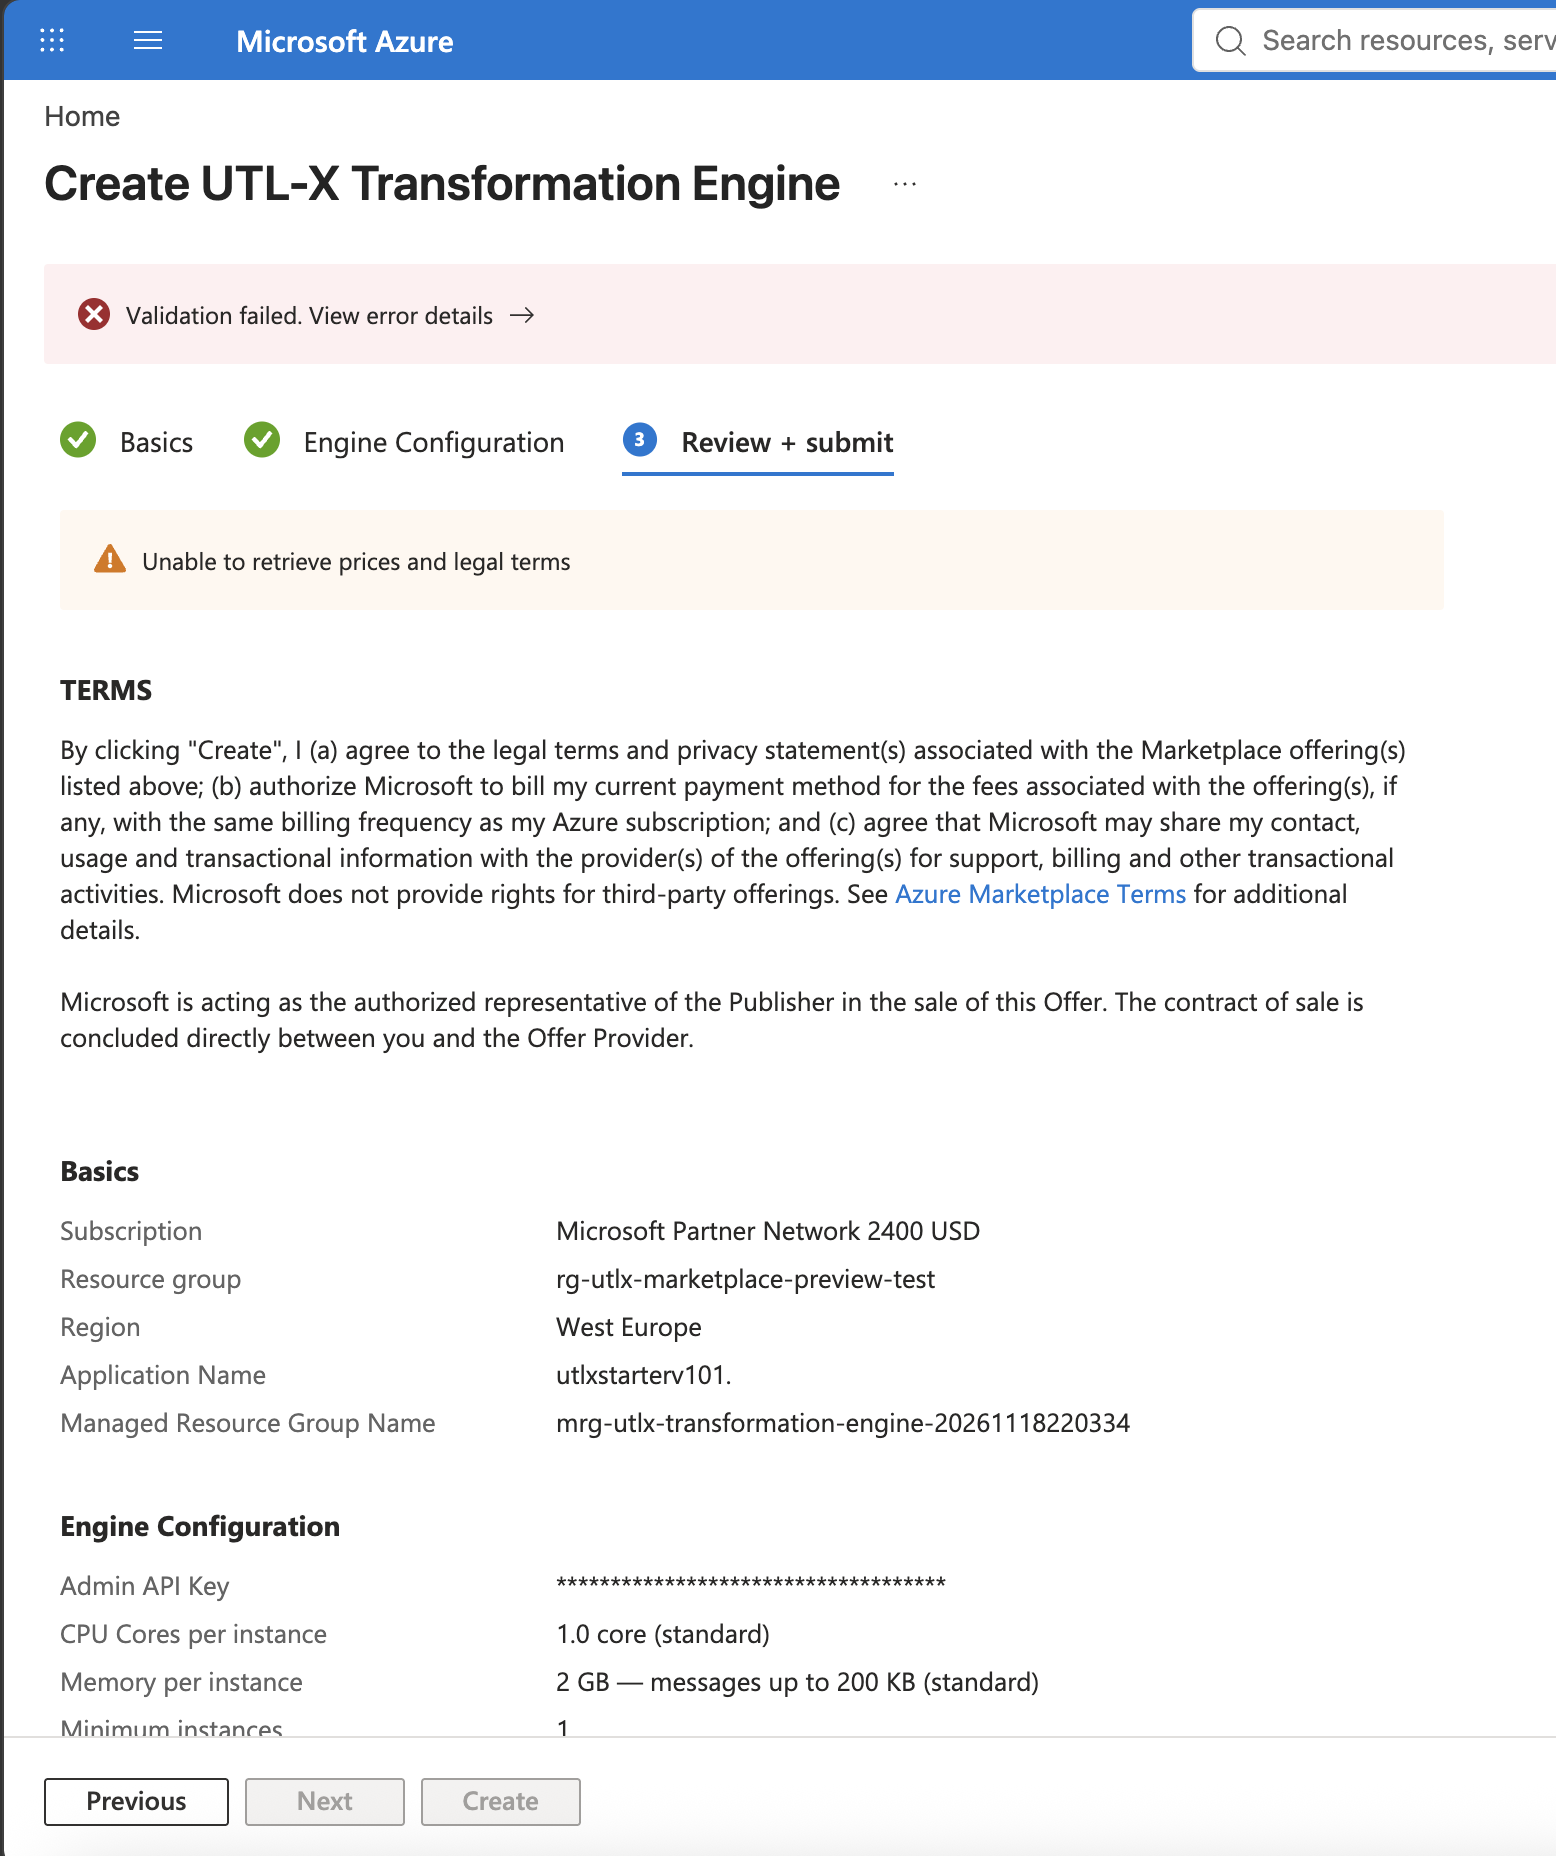 Microsoft Azure
Search resources, serv
Home
Create UTL-X Transformation Engine ...
Validation failed. View error details →
Basics
Engine Configuration
3 Review + submit
Unable to retrieve prices and legal terms
TERMS
By clicking "Create", I (a) agree to the legal terms and privacy statement(s) associated with the Marketplace offering(s)
listed above; (b) authorize Microsoft to bill my current payment method for the fees associated with the offering(s), if
any, with the same billing frequency as my Azure subscription; and (c) agree that Microsoft may share my contact,
usage and transactional information with the provider(s) of the offering(s) for support, billing and other transactional
activities. Microsoft does not provide rights for third-party offerings. See Azure Marketplace Terms for additional
details.
Microsoft is acting as the authorized representative of the Publisher in the sale of this Offer. The contract of sale is
concluded directly between you and the Offer Provider.
Basics
Subscription Microsoft Partner Network 2400 USD
Resource group rg-utlx-marketplace-preview-test
Region West Europe
Application Name utlxstarterv101.
Managed Resource Group Name mrg-utlx-transformation-engine-20261118220334
Engine Configuration
Admin API Key ************************************
CPU Cores per instance 1.0 core (standard)
Memory per instance 2 GB — messages up to 200 KB (standard)
Minimum instances 1
Previous
Next
Create